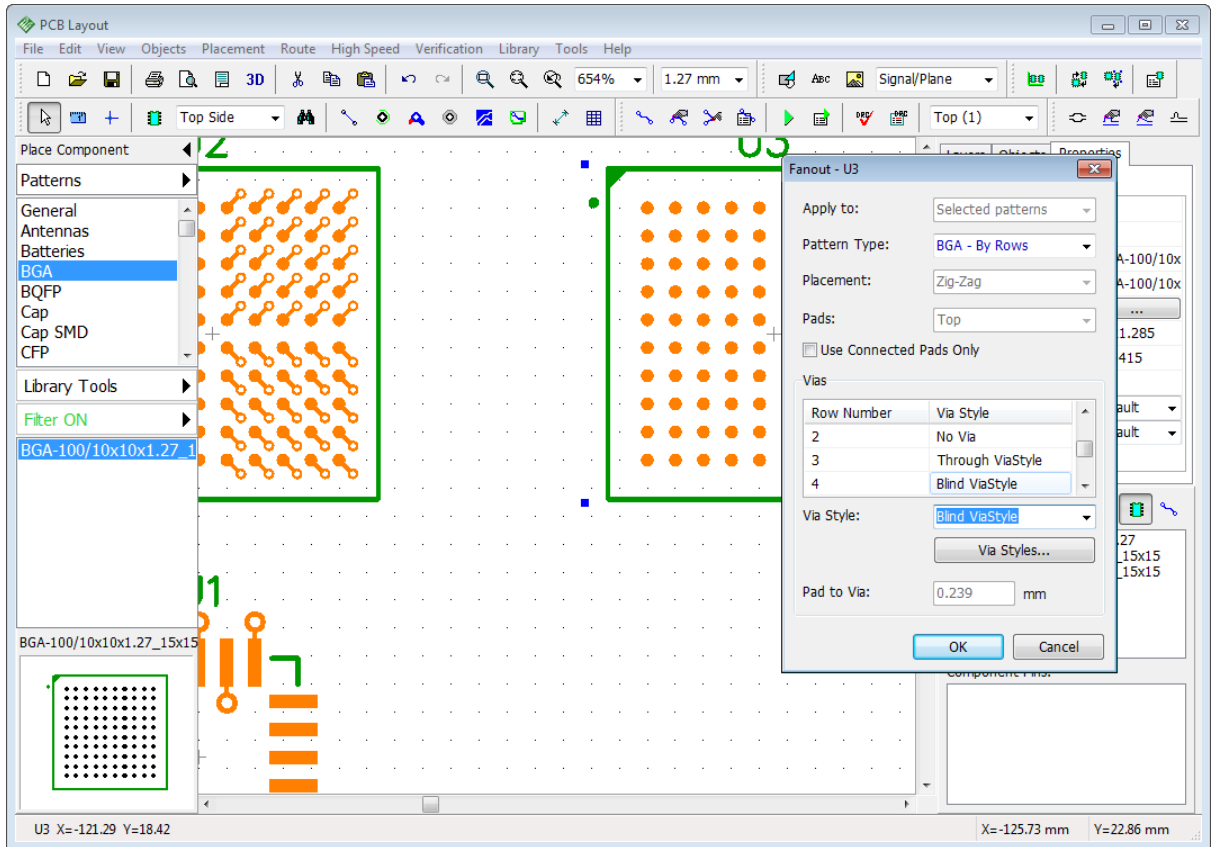 PCB Layout
File Edit View Objects Placement Route High Speed Verification Library Tools Help
3D 654% 1.27 mm ABC Signal/Plane
Top Side DRC DRC Top (1)
Place Component
Patterns
General
Antennas
Batteries
BGA
BQFP
Cap
Cap SMD
CFP
Library Tools
Filter ON
BGA-100/10x10x1.27_1
BGA-100/10x10x1.27_15x15
U3
U1
Layers Objects Properties
A-100/10x
A-100/10x
...
1.285
415
ault
ault
27
_15x15
_15x15
Component Pins:
Fanout - U3
Apply to: Selected patterns
Pattern Type: BGA - By Rows
Placement: Zig-Zag
Pads: Top
Use Connected Pads Only
Vias
Row Number Via Style
2 No Via
3 Through ViaStyle
4 Blind ViaStyle
Via Style: Blind ViaStyle
Via Styles...
Pad to Via: 0.239 mm
OK Cancel
U3 X=-121.29 Y=18.42 X=-125.73 mm Y=22.86 mm